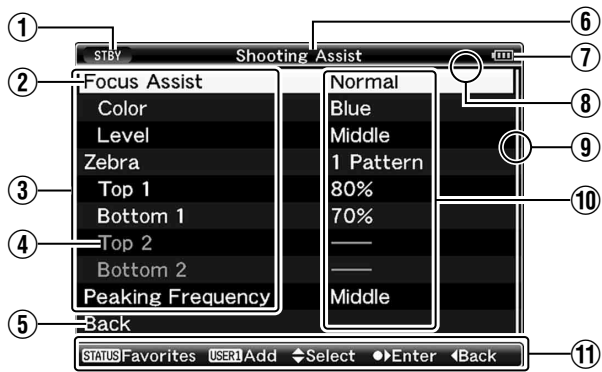 ① ⑥
STBY Shooting Assist ⑦
② Focus Assist Normal ⑧
Color Blue
Level Middle ⑨
Zebra 1 Pattern
③ Top 1 80% ⑩
Bottom 1 70%
④ Top 2 ——
Bottom 2 ——
Peaking Frequency Middle
⑤ Back
STATUS Favorites USER1 Add Select Enter Back ⑪